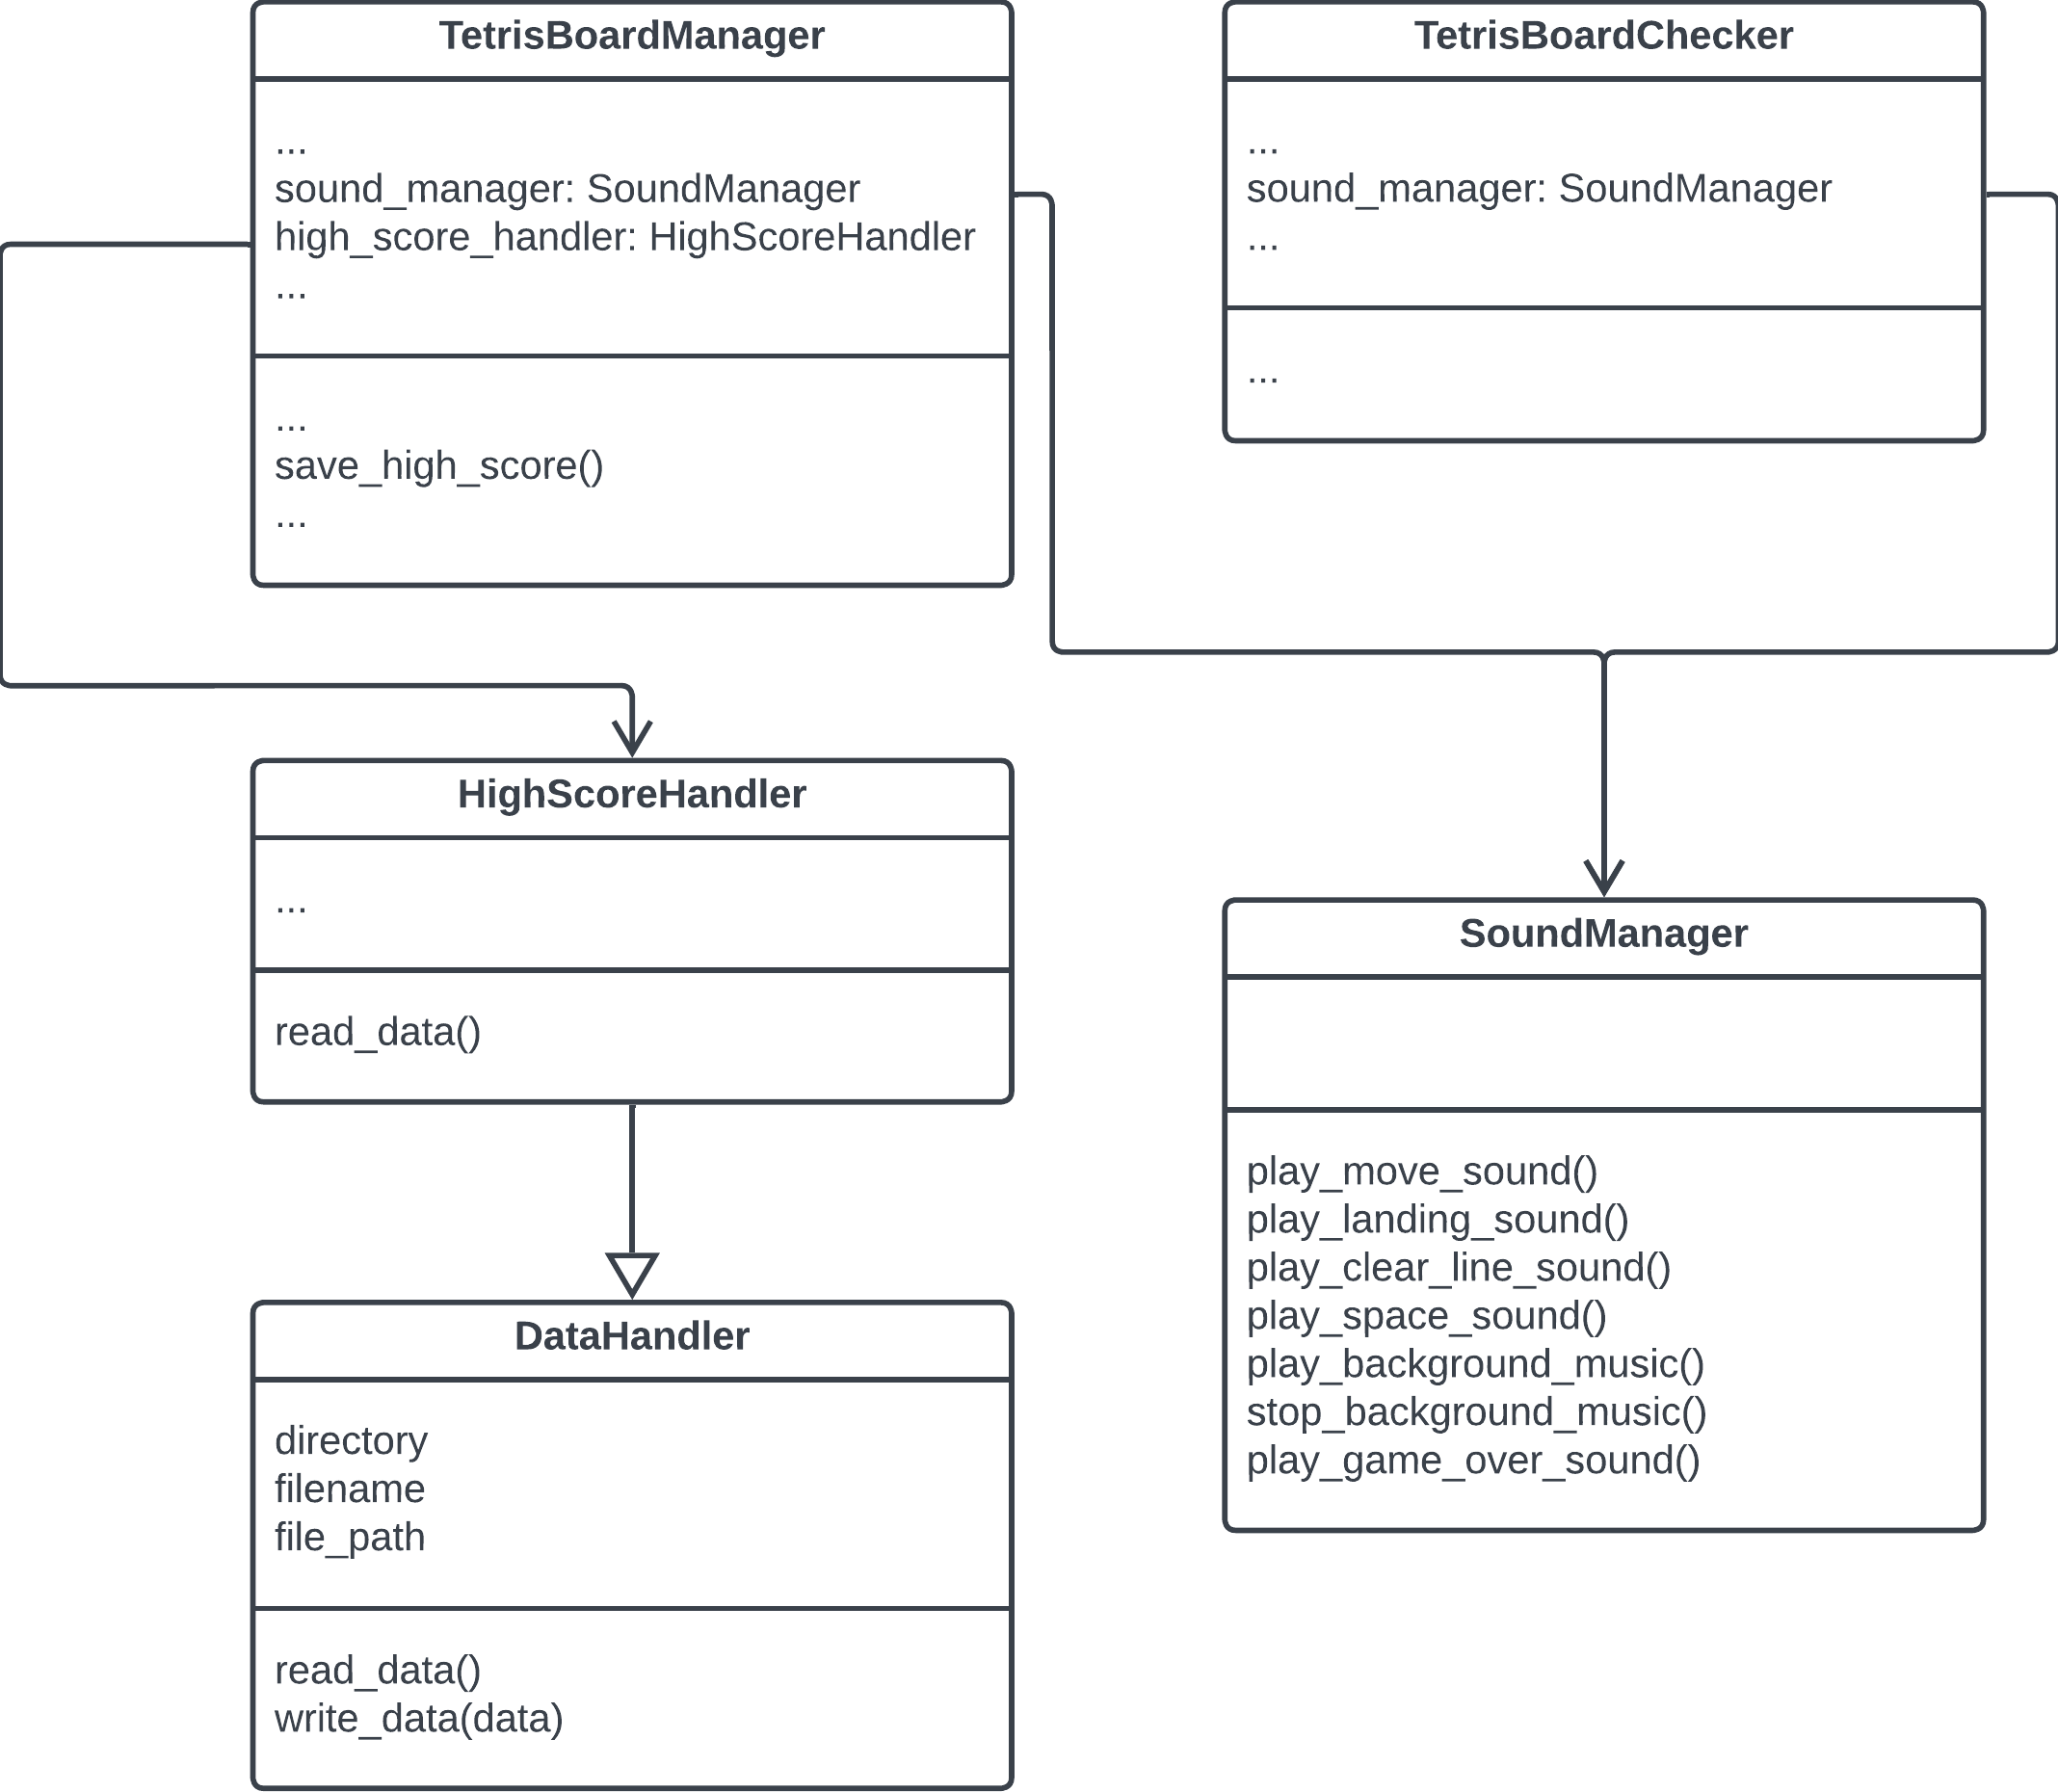 TetrisBoardManager
...
sound_manager: SoundManager
high_score_handler: HighScoreHandler
...
...
save_high_score()
...
TetrisBoardChecker
...
sound_manager: SoundManager
...
...
HighScoreHandler
...
read_data()
SoundManager
play_move_sound()
play_landing_sound()
play_clear_line_sound()
play_space_sound()
play_background_music()
stop_background_music()
play_game_over_sound()
DataHandler
directory
filename
file_path
read_data()
write_data(data)